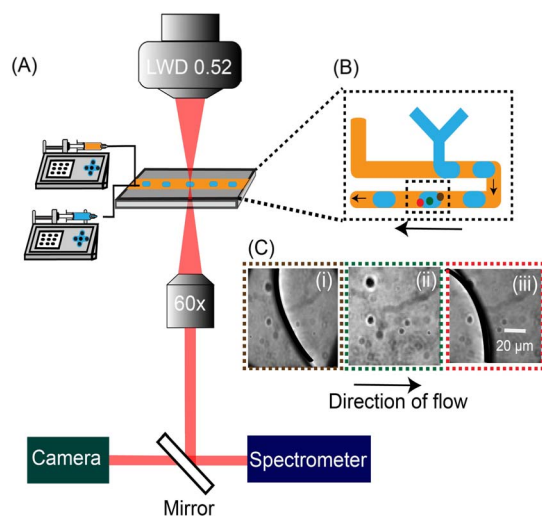 (A)
LWD 0.52
(B)
60x
(C)
(i)
(ii)
(iii)
20 µm
Direction of flow
Camera
Spectrometer
Mirror